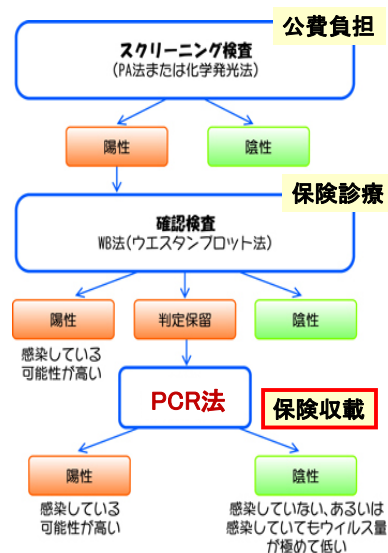 公費負担
スクリーニング検査
(PA法または化学発光法)
陽性
陰性
保険診療
確認検査
WB法(ウエスタンブロット法)
陽性
判定保留
陰性
感染している
可能性が高い
PCR法
保険収載
陽性
陰性
感染している
可能性が高い
感染していない、あるいは
感染していてもウイルス量
が極めて低い